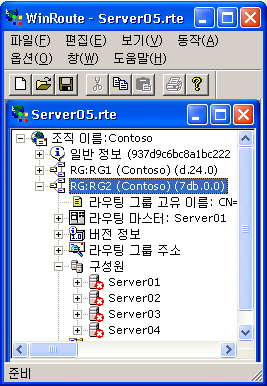 WinRoute - Server05.rte
파일(F) 편집(E) 보기(V) 동작(A)
옵션(O) 창(W) 도움말(H)
Server05.rte
조직 이름:Contoso
일반 정보 (937d9c6bc8a1bc222
RG:RG1 (Contoso) (d.24.0)
RG:RG2 (Contoso) (7db.0.0)
라우팅 그룹 고유 이름: CN=
라우팅 마스터: Server01
버전 정보
라우팅 그룹 주소
구성원
Server01
Server02
Server03
Server04
준비